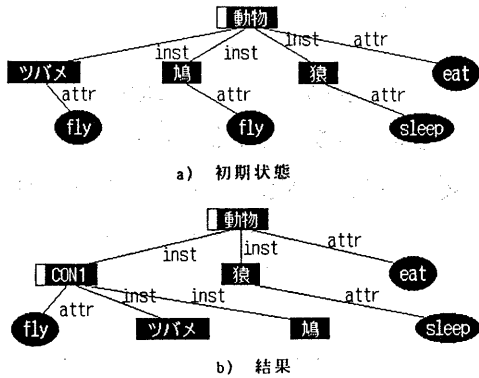 動物
inst inst inst attr
ツバメ 鳩 猿 eat
attr attr attr
fly fly sleep
a) 初期状態
動物
inst inst attr
CON1 猿 eat
attr inst inst attr
fly ツバメ 鳩 sleep
b) 結果